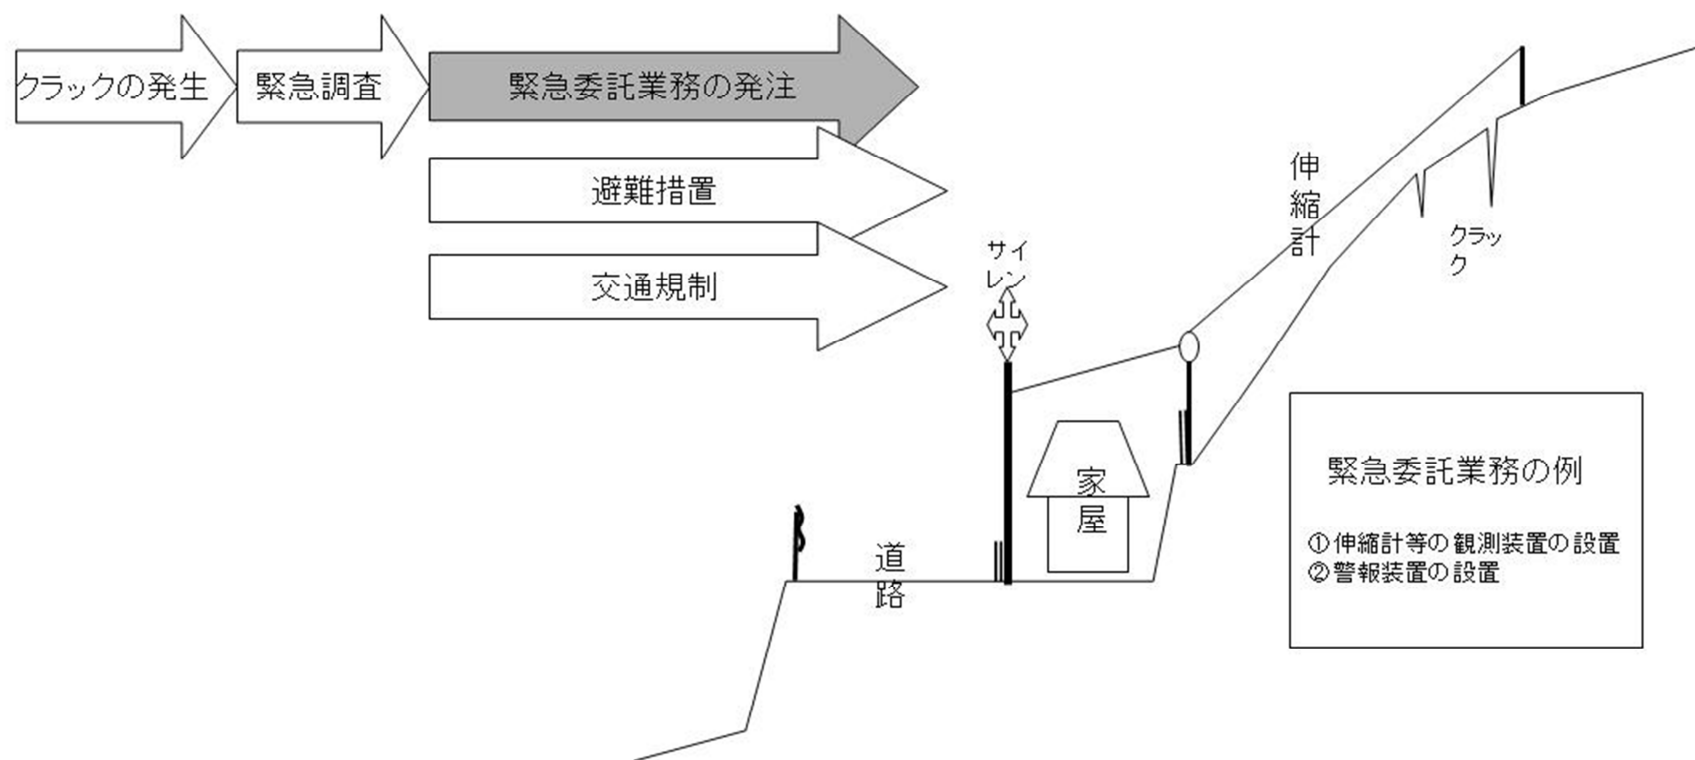 クラックの発生
緊急調査
緊急委託業務の発注
避難措置
交通規制
サイ
レン
伸
縮
計
クラッ
ク
家
屋
道
路
緊急委託業務の例
①伸縮計等の観測装置の設置
②警報装置の設置